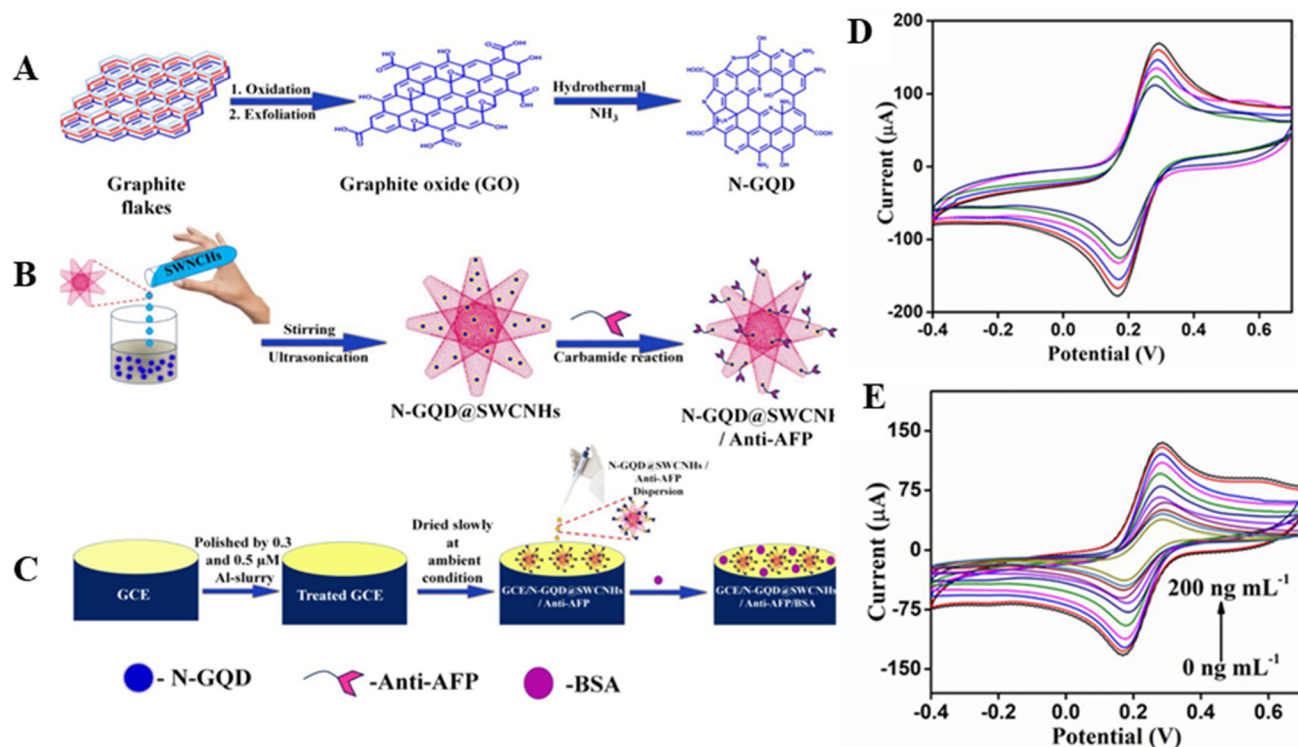 A
1. Oxidation
2. Exfoliation
Hydrothermal
NH3
Graphite
flakes
Graphite oxide (GO)
N-GQD
B
SWNCHs
Stirring
Ultrasonication
N-GQD@SWCNHs
Carbamide reaction
N-GQD@SWCNH
/ Anti-AFP
C
GCE
Polished by 0.3
and 0.5 µM
Al-slurry
Treated GCE
Dried slowly
at
ambient
condition
N-GQD@SWCNHs /
Anti-AFP
Dispersion
GCE/N-GQD@SWCNHs
/ Anti-AFP
GCE/N-GQD@SWCNHs
/ Anti-AFP/BSA
- N-GQD
-Anti-AFP
-BSA
D
200
100
0
-100
-200
Current (µA)
-0.4
0.0
0.2
0.4
0.6
Potential (V)
E
150
75
0
-75
-150
Current (µA)
200 ng mL-1
0 ng mL-1
-0.4
-0.2
0.0
0.2
0.4
0.6
Potential (V)